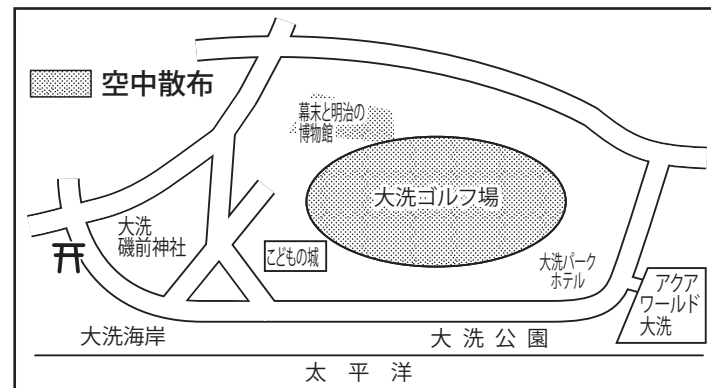 空中散布
幕末と明治の
博物館
大洗ゴルフ場
大洗
磯前神社
こどもの城
大洗パーク
ホテル
アクア
ワールド
大洗
大洗海岸
大洗公園
太平洋